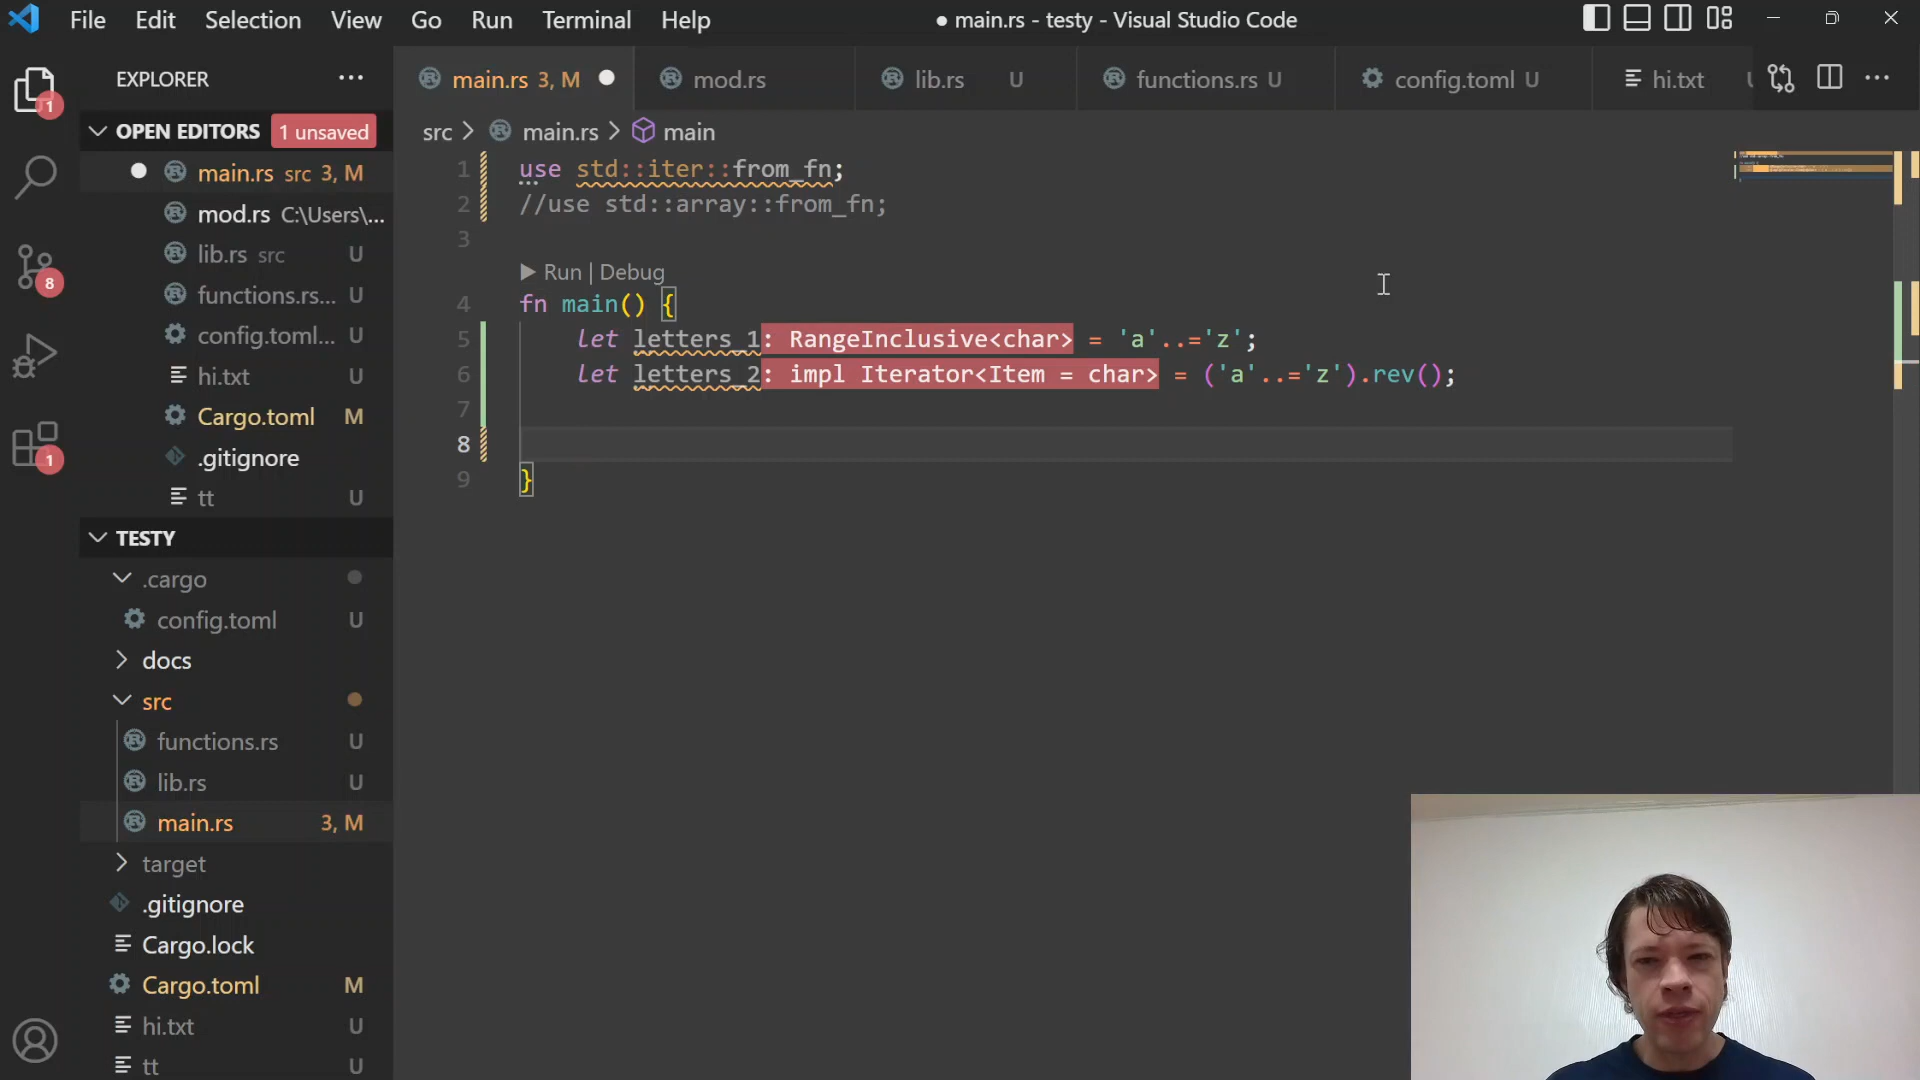 File Edit Selection View Go Run Terminal Help
● main.rs - testy - Visual Studio Code
EXPLORER
OPEN EDITORS 1 unsaved
main.rs src 3, M
mod.rs C:\Users\...
lib.rs src U
functions.rs... U
config.toml... U
hi.txt U
Cargo.toml M
.gitignore
tt U
TESTY
.cargo
config.toml U
docs
src
functions.rs U
lib.rs U
main.rs 3, M
target
.gitignore
Cargo.lock
Cargo.toml M
hi.txt U
tt U
1
8
1
main.rs 3, M
mod.rs
lib.rs U
functions.rs U
config.toml U
hi.txt
src > main.rs > main
1 use std::iter::from_fn;
2 //use std::array::from_fn;
3
Run | Debug
4 fn main() {
5 let letters_1: RangeInclusive<char> = 'a'..='z';
6 let letters_2: impl Iterator<Item = char> = ('a'..='z').rev();
7
8
9 }